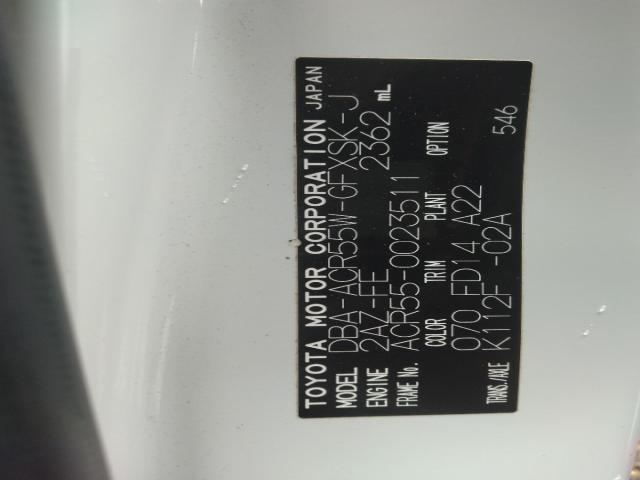 TOYOTA MOTOR CORPORATION JAPAN
MODEL DBA-ACR55W-GFXSK-J
ENGINE 2AZ-FE 2362 mL
FRAME No. ACR55-0023511
COLOR TRIM PLANT OPTION
070 FD14 A22
TRANS./AXLE K112F -02A
546